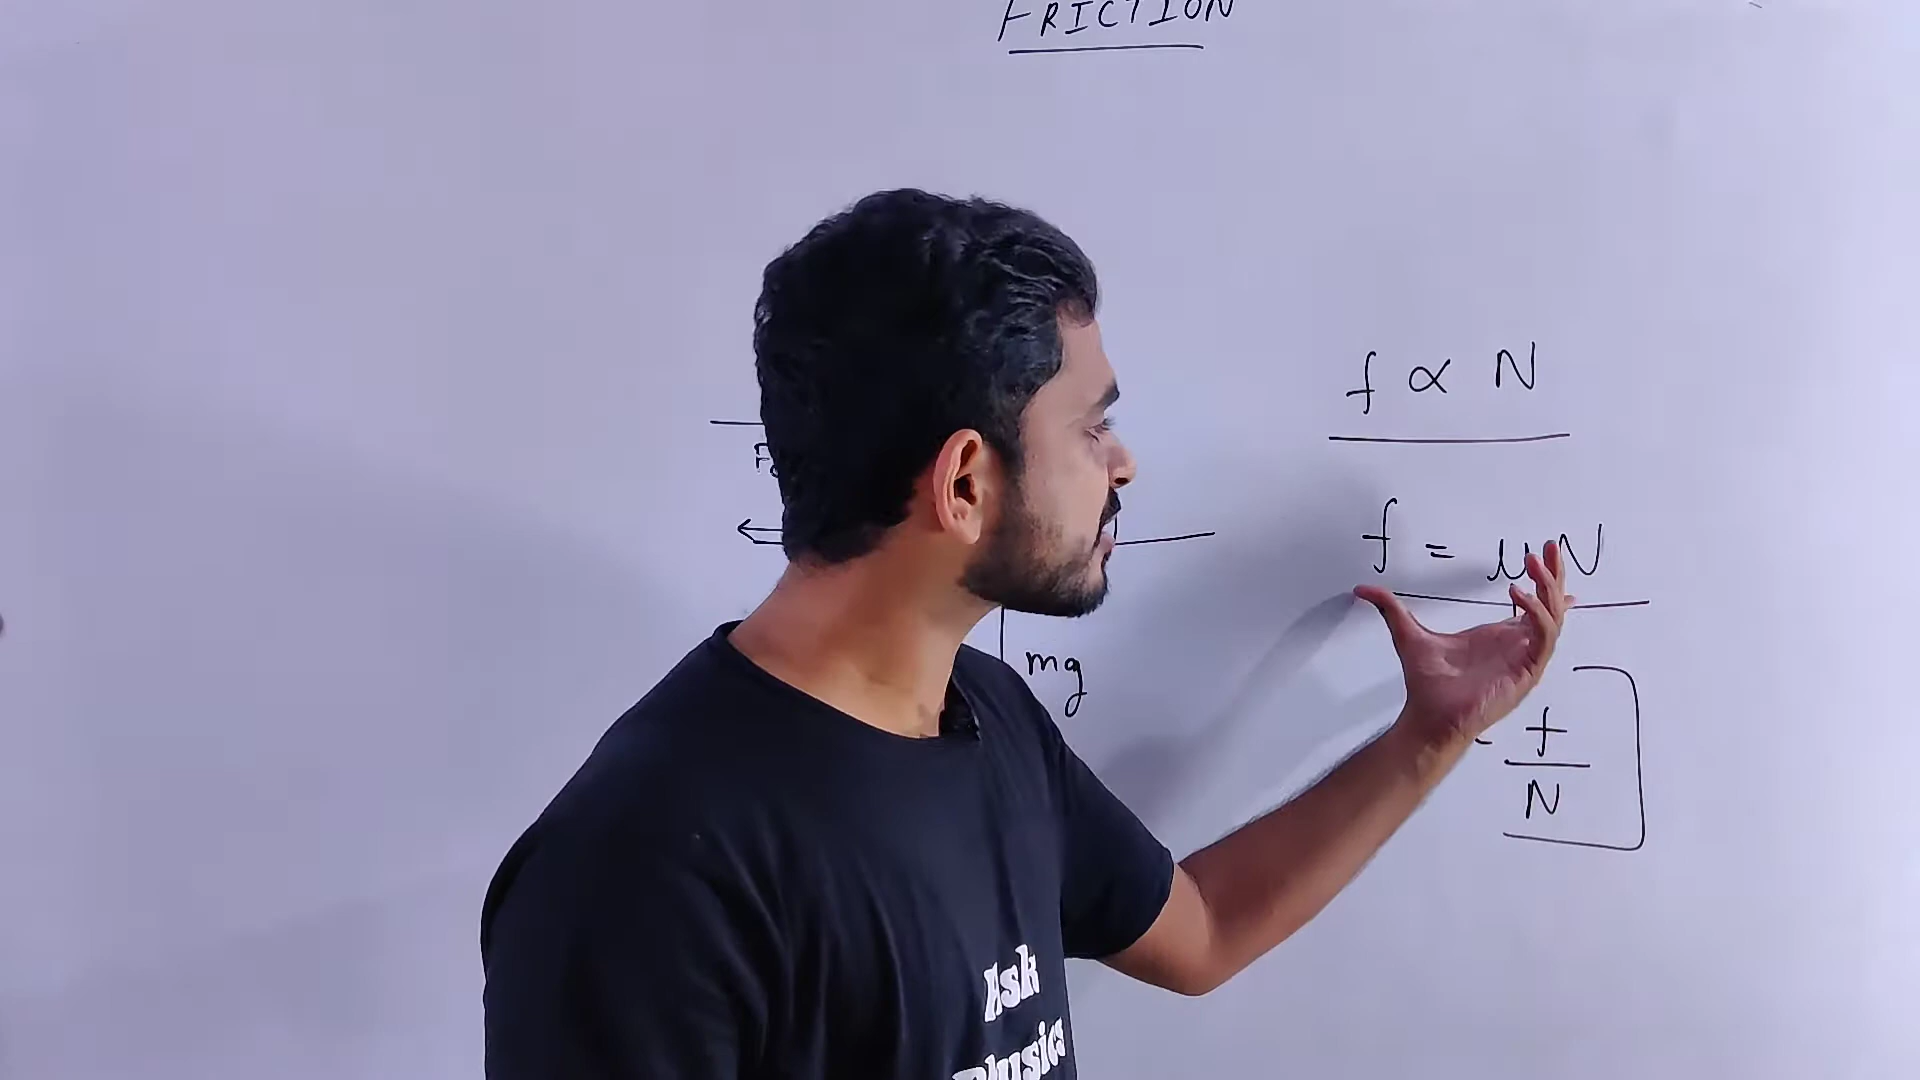 FRICTION
f ∝ N
f = μN
mg
f
N
Ask
Physics